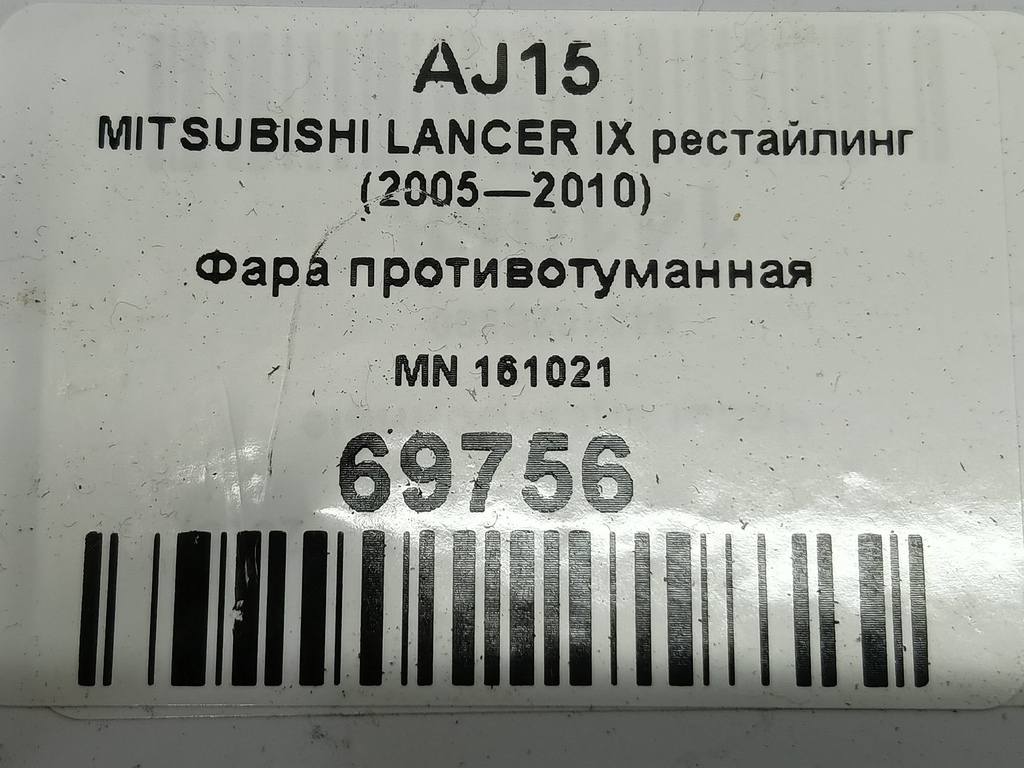 AJ15
MITSUBISHI LANCER IX рестайлинг
(2005—2010)
Фара противотуманная
MN 161021
69756